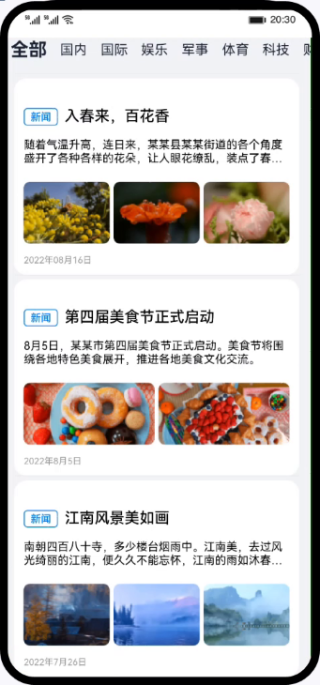 20:30
全部 国内 国际 娱乐 军事 体育 科技
新闻 入春来，百花香
随着气温升高，连日来，某某县某某街道的各个角度
盛开了各种各样的花朵，让人眼花缭乱，装点了春...
2022年08月16日
新闻 第四届美食节正式启动
8月5日，某某市第四届美食节正式启动。美食节将围
绕各地特色美食展开，推进各地美食文化交流。
2022年8月5日
新闻 江南风景美如画
南朝四百八十寺，多少楼台烟雨中。江南美，去过风
光绮丽的江南，便久久不能忘怀，江南的雨如沐春...
2022年7月26日